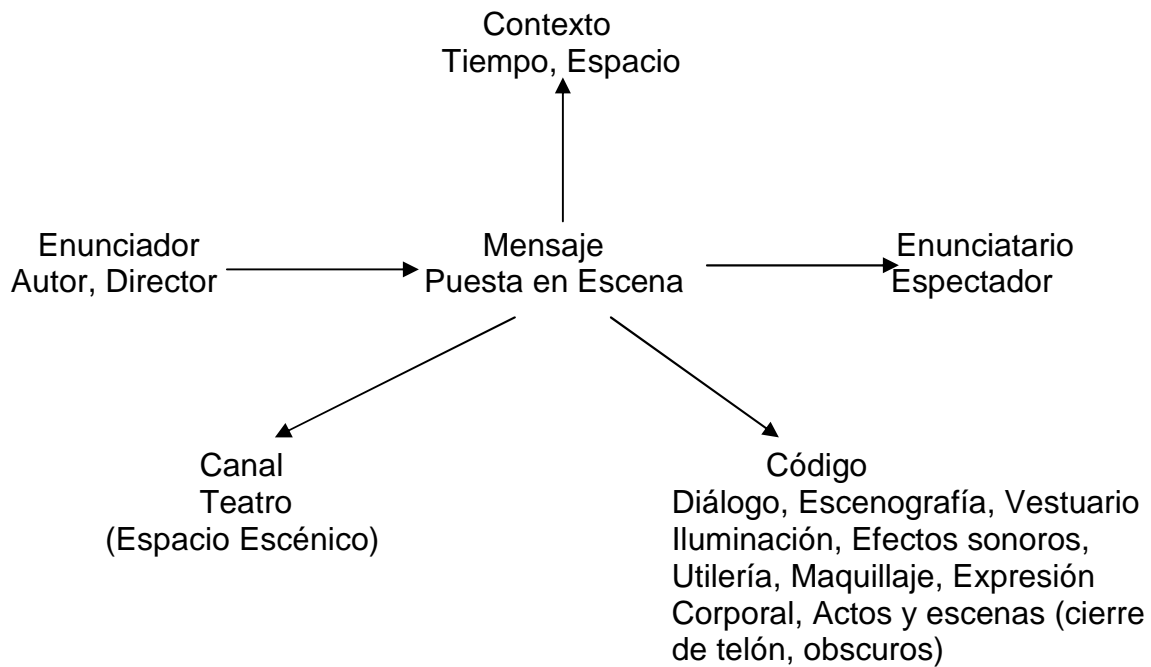 Contexto
Tiempo, Espacio
Enunciador
Autor, Director
Mensaje
Puesta en Escena
Enunciatario
Espectador
Canal
Teatro
(Espacio Escénico)
Código
Diálogo, Escenografía, Vestuario
Iluminación, Efectos sonoros,
Utilería, Maquillaje, Expresión
Corporal, Actos y escenas (cierre
de telón, obscuros)